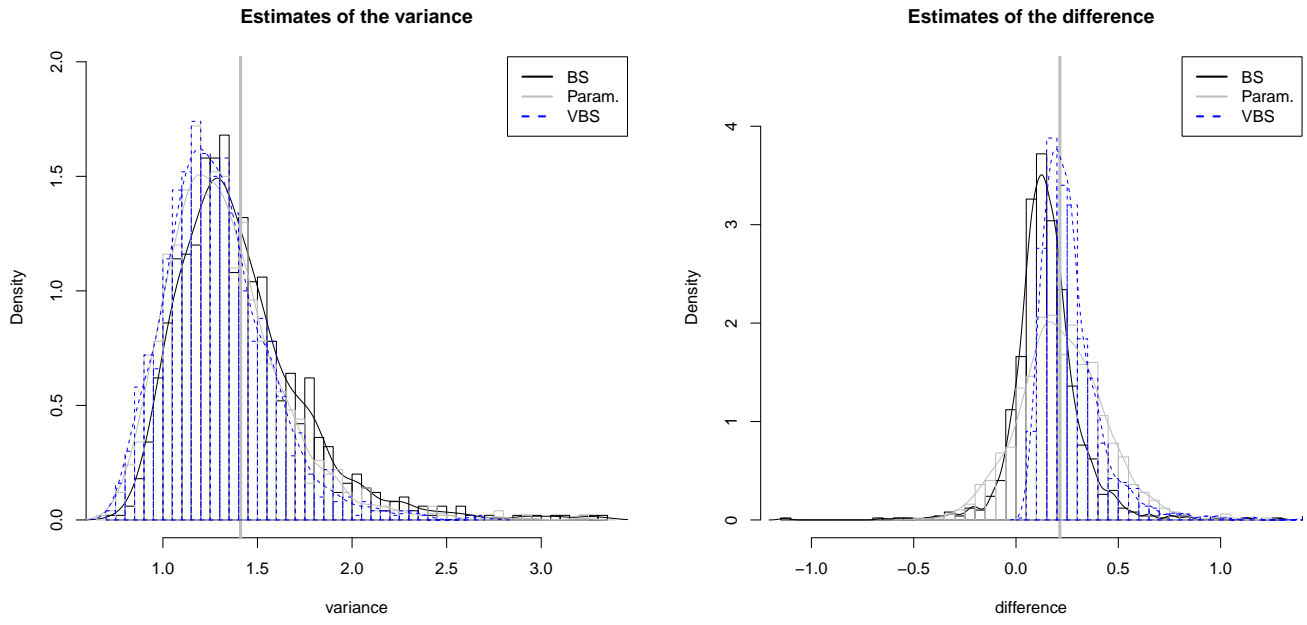 Estimates of the variance
BS
Param.
VBS
Density
2.0
1.5
1.0
0.5
0.0
1.0 1.5 2.0 2.5 3.0
variance
Estimates of the difference
BS
Param.
VBS
Density
4
3
2
1
0
−1.0 −0.5 0.0 0.5 1.0
difference